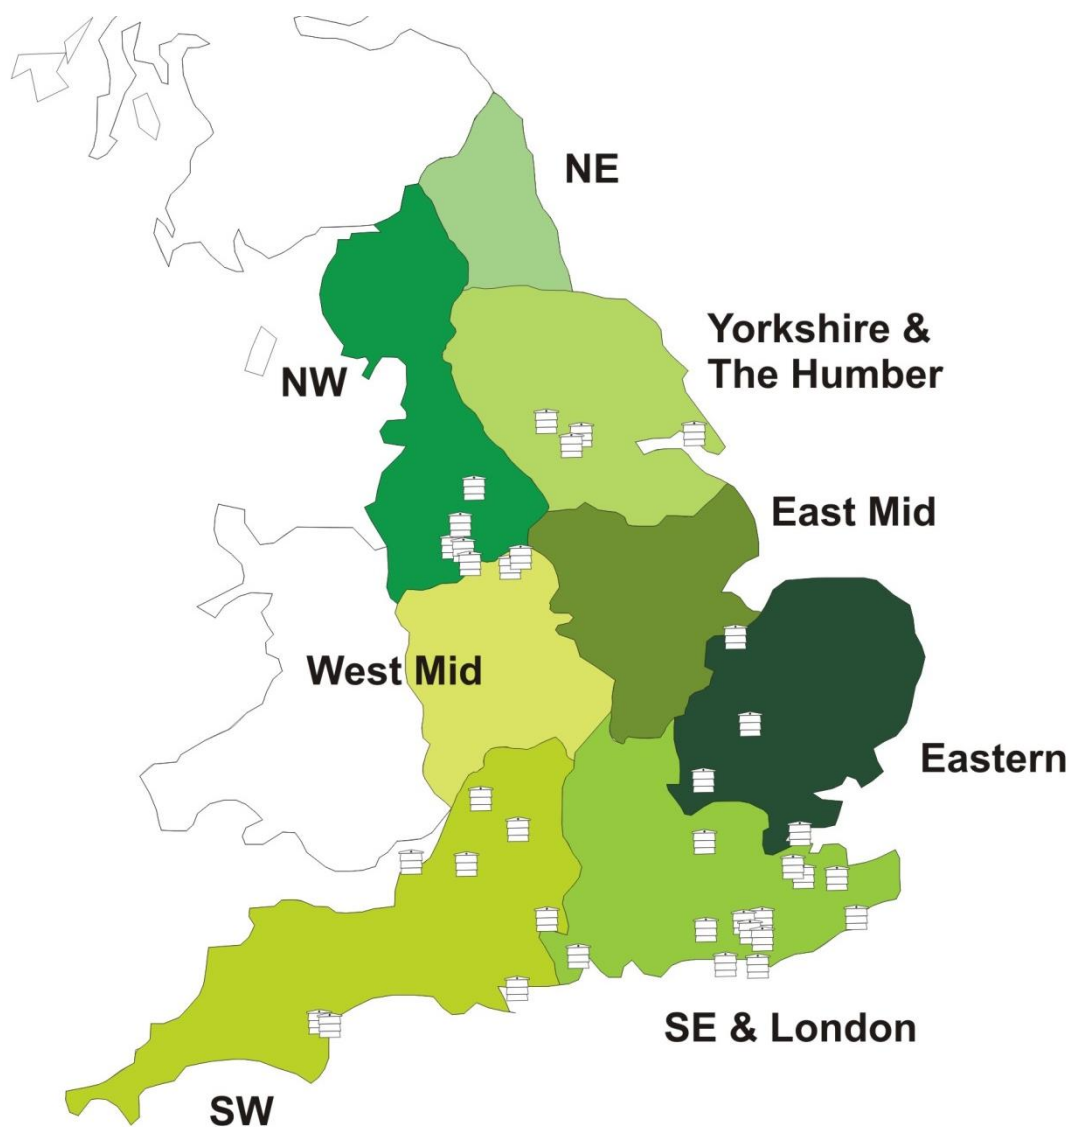 NE
Yorkshire &
The Humber
NW
East Mid
West Mid
Eastern
SE & London
SW